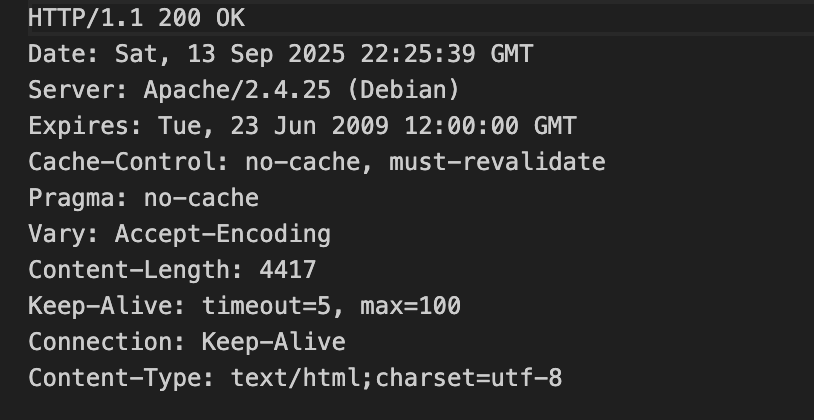 HTTP/1.1 200 OK
Date: Sat, 13 Sep 2025 22:25:39 GMT
Server: Apache/2.4.25 (Debian)
Expires: Tue, 23 Jun 2009 12:00:00 GMT
Cache-Control: no-cache, must-revalidate
Pragma: no-cache
Vary: Accept-Encoding
Content-Length: 4417
Keep-Alive: timeout=5, max=100
Connection: Keep-Alive
Content-Type: text/html;charset=utf-8